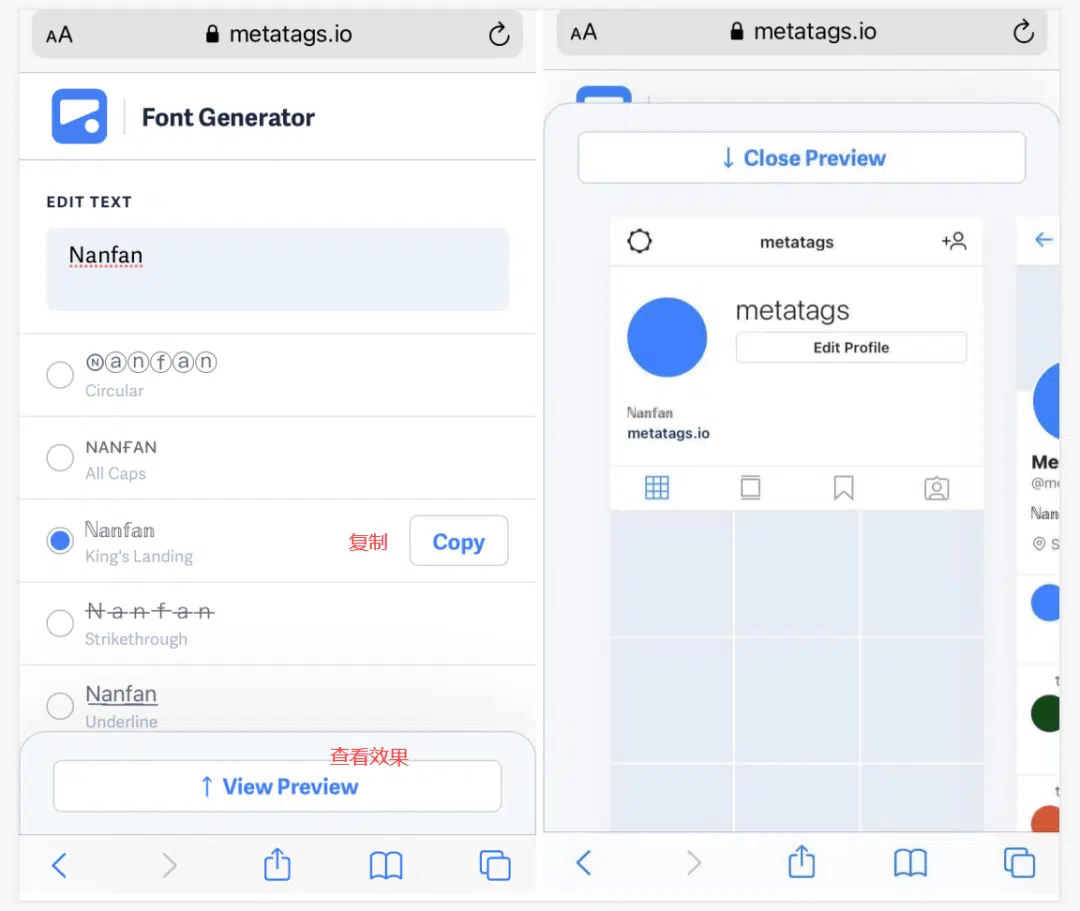 AA metatags.io
Font Generator
EDIT TEXT
Nanfan
Ⓝⓐⓝⓕⓐⓝ
Circular
NANFAN
All Caps
ℕ𝕒𝕟𝕗𝕒𝕟
King's Landing
复制
Copy
N̶a̶n̶f̶a̶n̶
Strikethrough
N̲a̲n̲f̲a̲n̲
Underline
查看效果
↑ View Preview
AA metatags.io
↓ Close Preview
metatags
metatags
Edit Profile
ℕ𝕒𝕟𝕗𝕒𝕟
metatags.io
Me
@me
ℕ𝕒𝕟
S
t
t